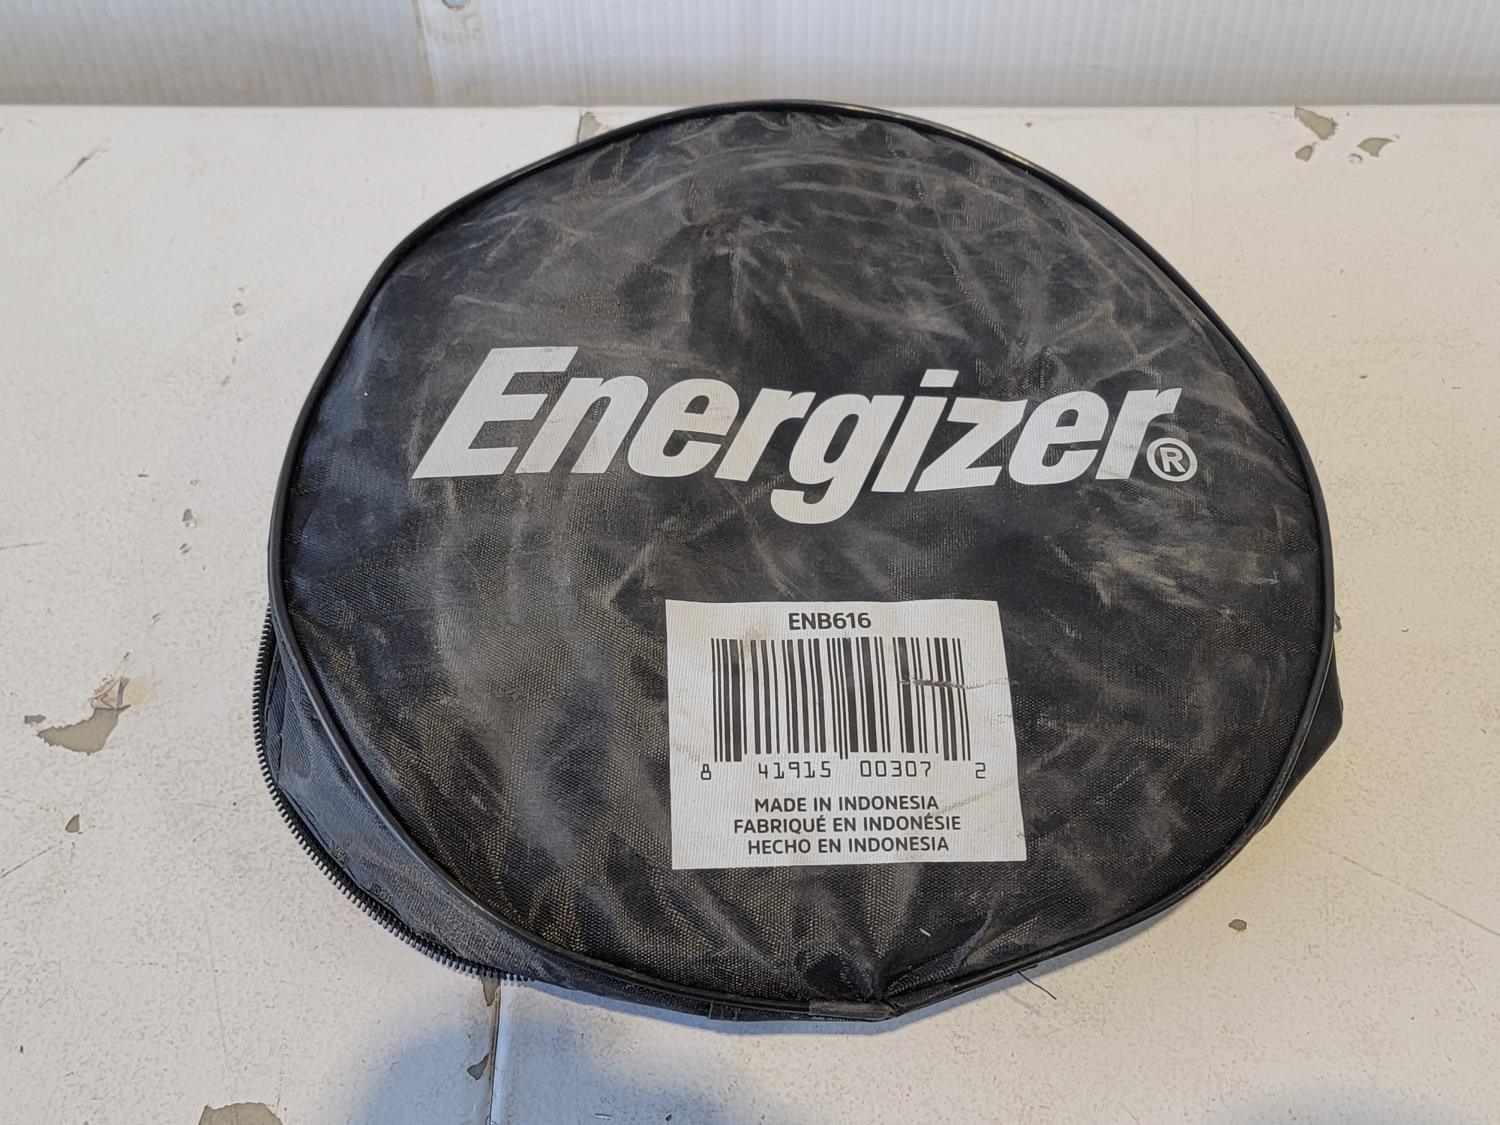 Energizer®
ENB616
8 41915 00307 2
MADE IN INDONESIA
FABRIQUÉ EN INDONÉSIE
HECHO EN INDONESIA